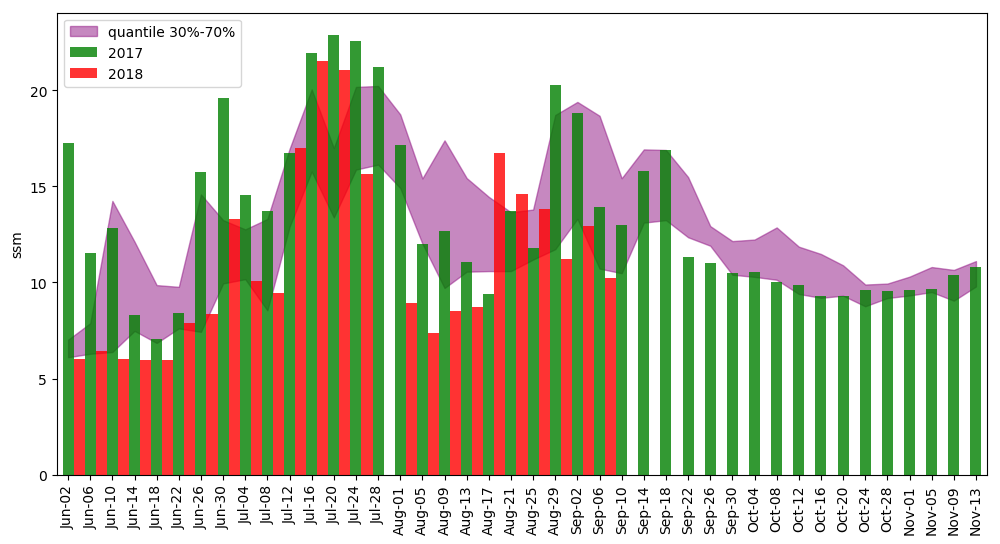 quantile 30%-70%
2017
2018
ssm
20
15
10
5
0
Jun-02
Jun-06
Jun-10
Jun-14
Jun-18
Jun-22
Jun-26
Jun-30
Jul-04
Jul-08
Jul-12
Jul-16
Jul-20
Jul-24
Jul-28
Aug-01
Aug-05
Aug-09
Aug-13
Aug-17
Aug-21
Aug-25
Aug-29
Sep-02
Sep-06
Sep-10
Sep-14
Sep-18
Sep-22
Sep-26
Sep-30
Oct-04
Oct-08
Oct-12
Oct-16
Oct-20
Oct-24
Oct-28
Nov-01
Nov-05
Nov-09
Nov-13